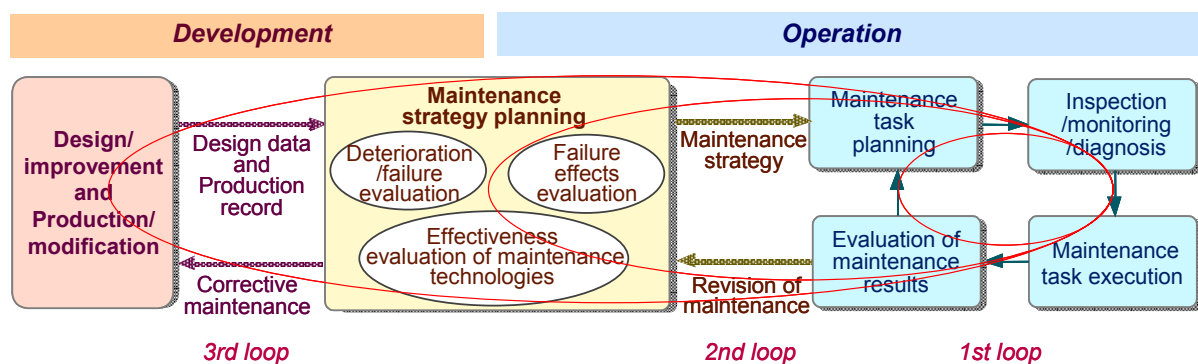 Development
Operation
Design/
improvement
and
Production/
modification
Design data
and
Production
record
Corrective
maintenance
Maintenance
strategy planning
Deterioration
/failure
evaluation
Failure
effects
evaluation
Effectiveness
evaluation of maintenance
technologies
Maintenance
strategy
Revision of
maintenance
Maintenance
task
planning
Inspection
/monitoring
/diagnosis
Evaluation of
maintenance
results
Maintenance
task execution
3rd loop
2nd loop
1st loop